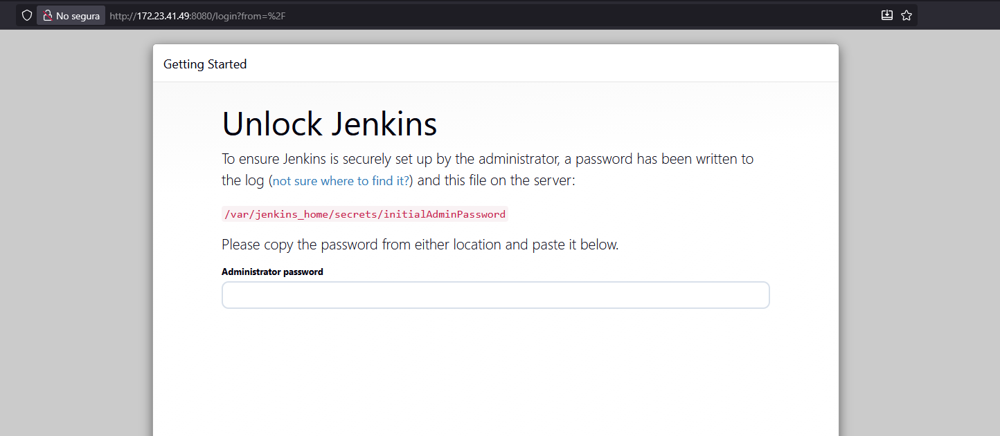 No segura http://172.23.41.49:8080/login?from=%2F
Getting Started
Unlock Jenkins
To ensure Jenkins is securely set up by the administrator, a password has been written to
the log (not sure where to find it?) and this file on the server:
/var/jenkins_home/secrets/initialAdminPassword
Please copy the password from either location and paste it below.
Administrator password